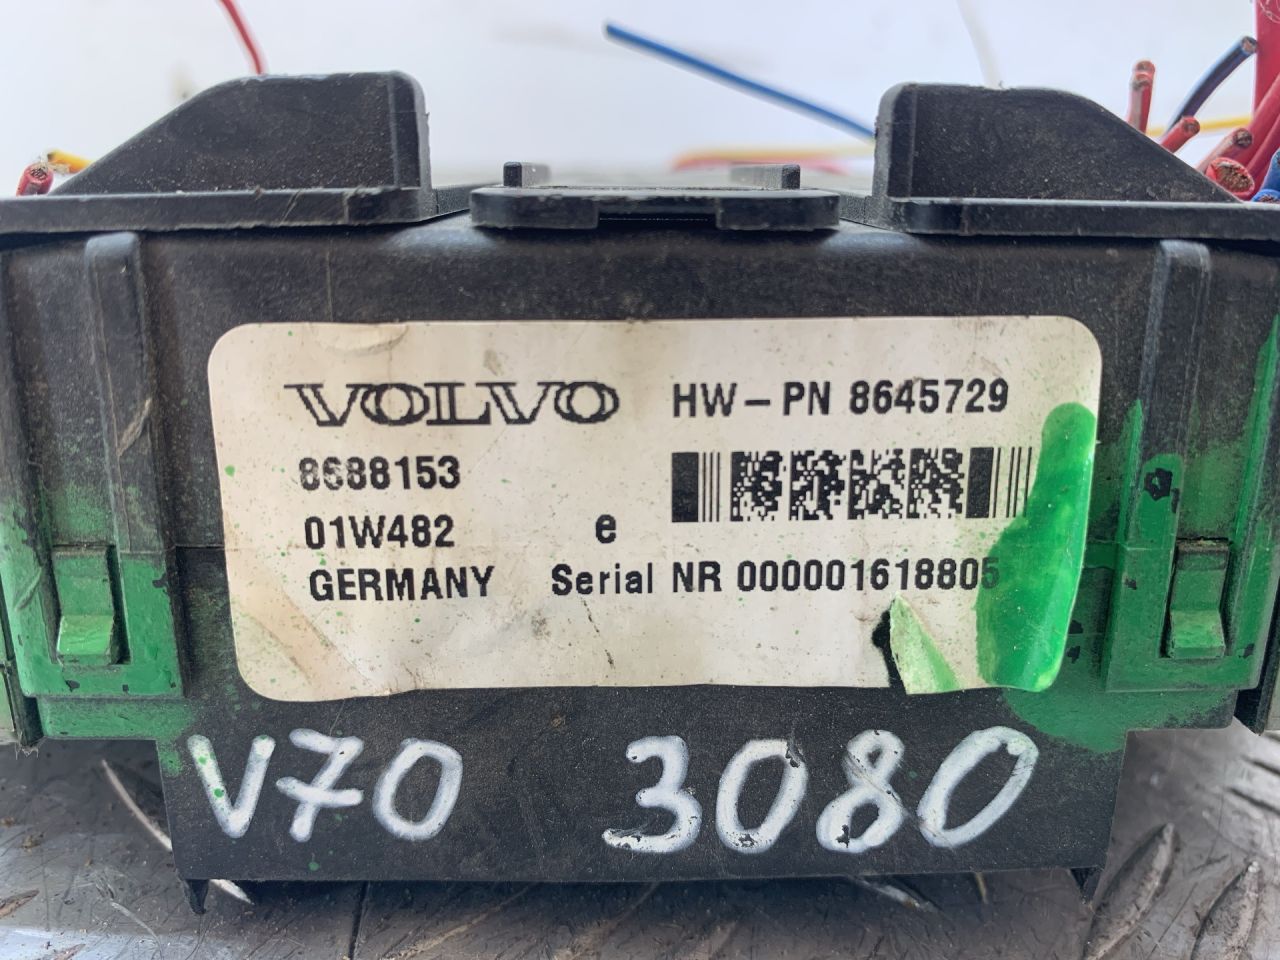 VOLVO HW-PN 8645729
8688153
01W482 e
GERMANY Serial NR 000001618805
V70 3080